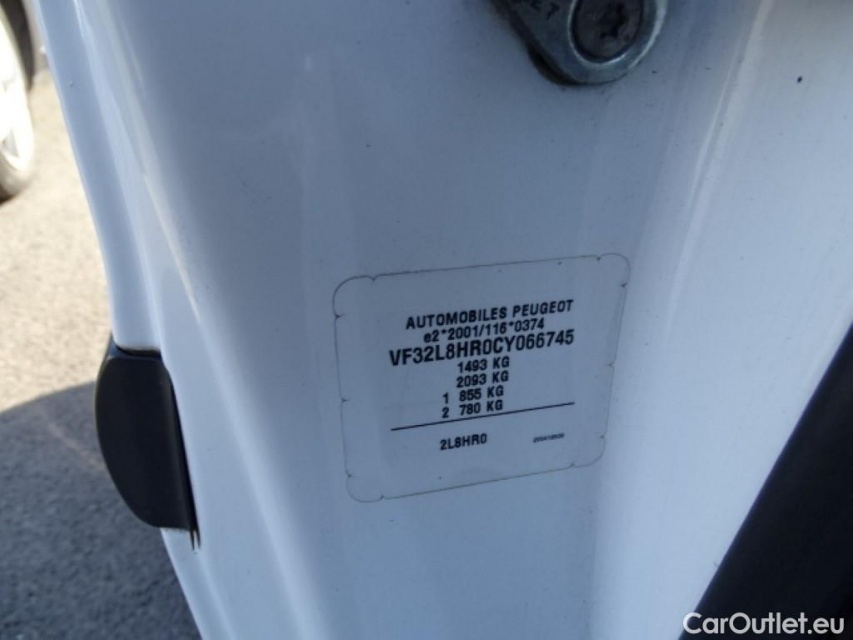 AUTOMOBILES PEUGEOT
e2*2001/116*0374
VF32L8HR0CY066745
1493 KG
2093 KG
1 855 KG
2 780 KG
2L8HR0
CarOutlet.eu